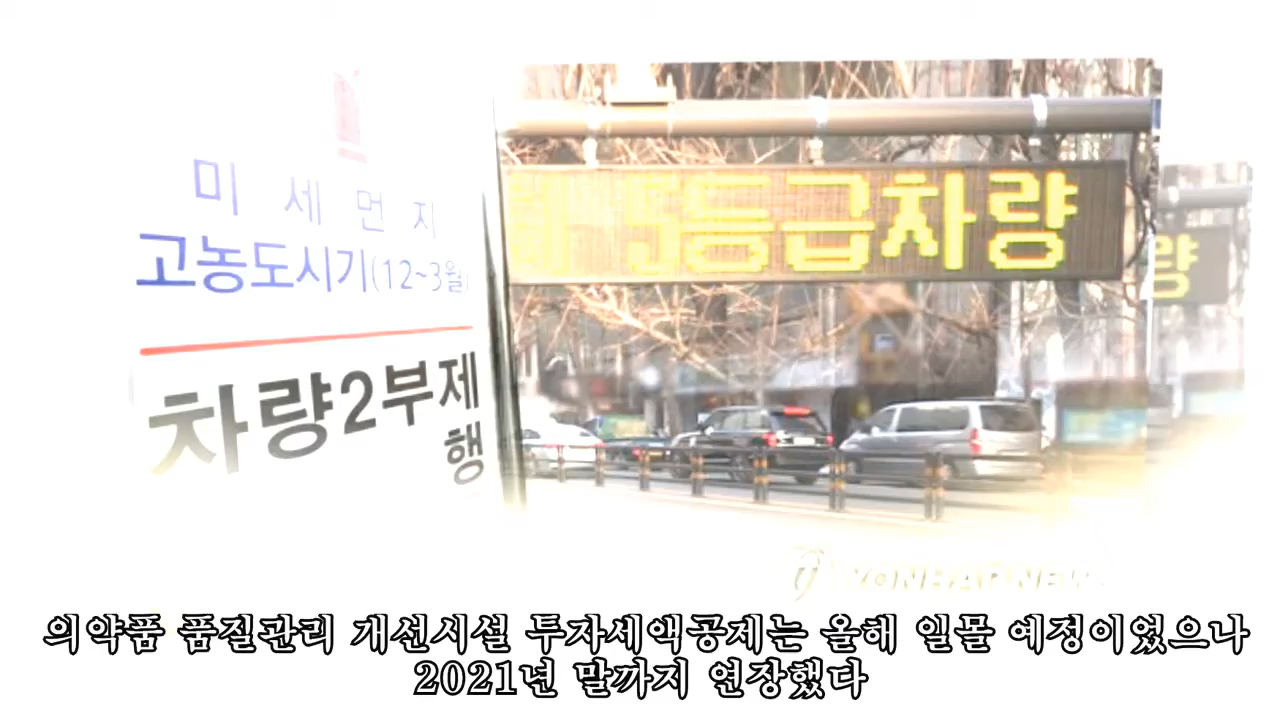 미세먼지
고농도시기(12~3월)
차량2부제
행
5등급차량
량
YONHAPNEWS
의약품 품질관리 개선시설 투자세액공제는 올해 일몰 예정이었으나
2021년 말까지 연장했다